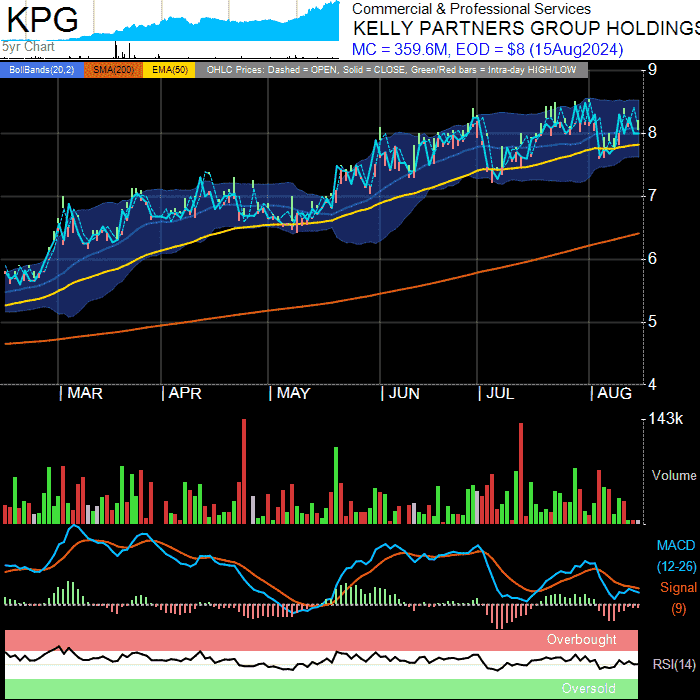 KPG
5yr Chart
Commercial & Professional Services
KELLY PARTNERS GROUP HOLDINGS
MC = 359.6M, EOD = $8 (15Aug2024)
BollBands(20,2) SMA(200) EMA(50) OHLC Prices: Dashed = OPEN, Solid = CLOSE, Green/Red bars = Intra-day HIGH/LOW
9
8
7
6
5
4
| MAR | APR | MAY | JUN | JUL | AUG
143k
Volume
MACD
(12-26)
Signal
(9)
Overbought
RSI(14)
Oversold